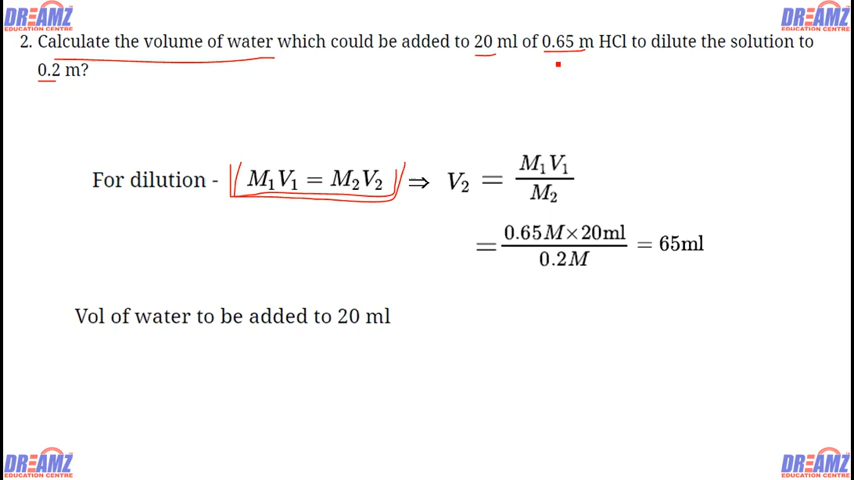 DREAMZ
EDUCATION CENTRE
DREAMZ
EDUCATION CENTRE
2. Calculate the volume of water which could be added to 20 ml of 0.65 m HCl to dilute the solution to
0.2 m?
For dilution - M₁V₁ = M₂V₂ ⇒ V₂ = M₁V₁ / M₂
= 0.65M×20ml / 0.2M = 65ml
Vol of water to be added to 20 ml
DREAMZ
EDUCATION CENTRE
DREAMZ
EDUCATION CENTRE